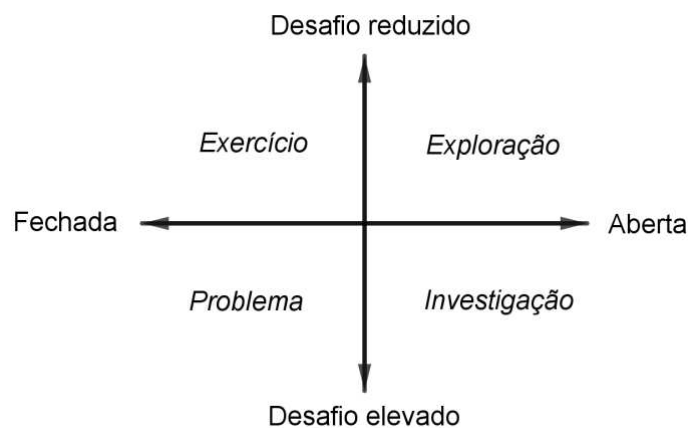 Desafio reduzido
Exercício
Exploração
Fechada
Aberta
Problema
Investigação
Desafio elevado